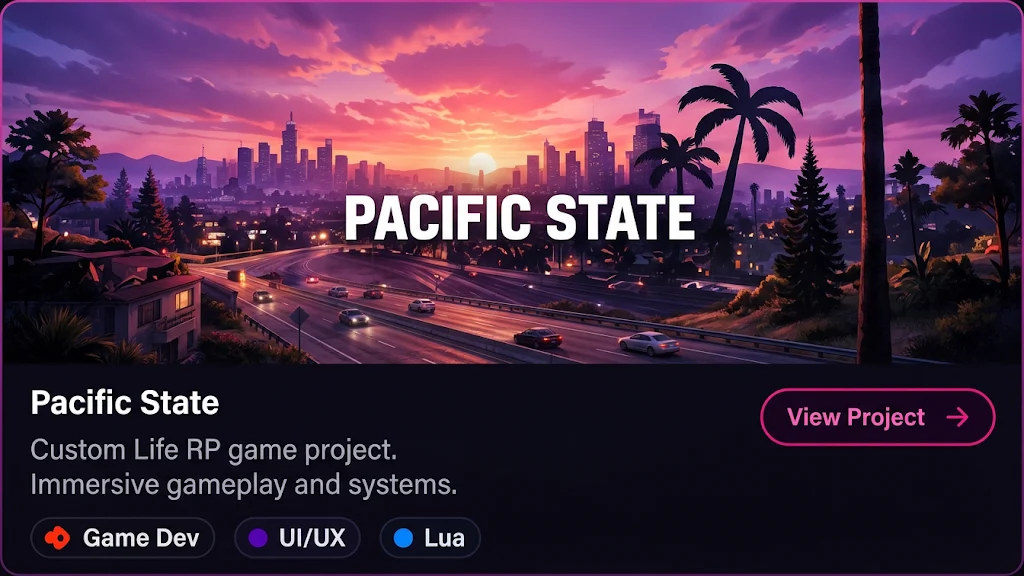 PACIFIC STATE
Pacific State
View Project
Custom Life RP game project.
Immersive gameplay and systems.
Game Dev
UI/UX
Lua